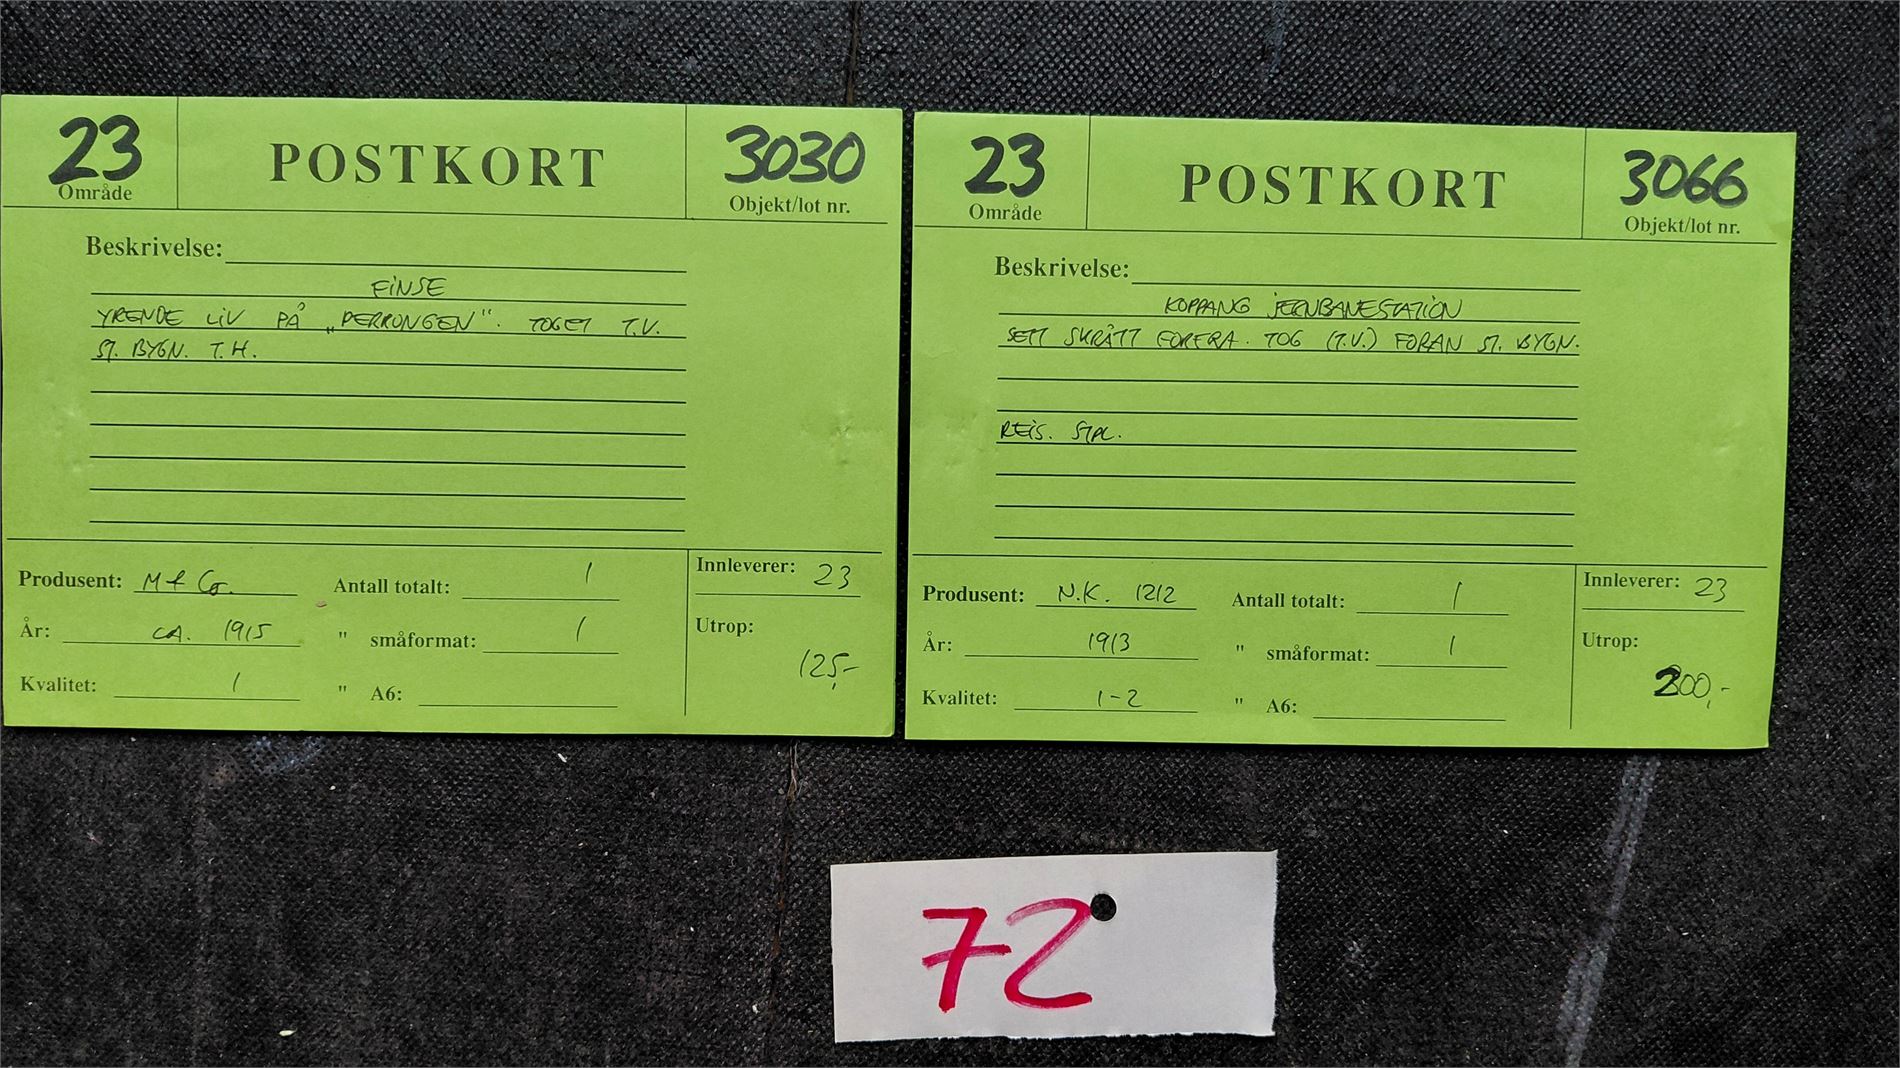 23
Område
POSTKORT
3030
Objekt/lot nr.
Beskrivelse:
FINSE
YRENDE LIV PÅ „PERRONGEN". TOGET T.V.
ST. BYGN. T.H.
Produsent: M & Co.
Antall totalt: 1
Innleverer: 23
År: CA. 1915
" småformat: 1
Utrop:
125,-
Kvalitet: 1
" A6:
23
Område
POSTKORT
3066
Objekt/lot nr.
Beskrivelse:
KOPPANG JERNBANESTATION
SETT SKRÅTT FORFRA. TOG (T.V.) FORAN ST. BYGN.
REIS. STPL.
Produsent: N.K. 1212
Antall totalt: 1
Innleverer: 23
År: 1913
" småformat: 1
Utrop:
200,-
Kvalitet: 1-2
" A6:
72